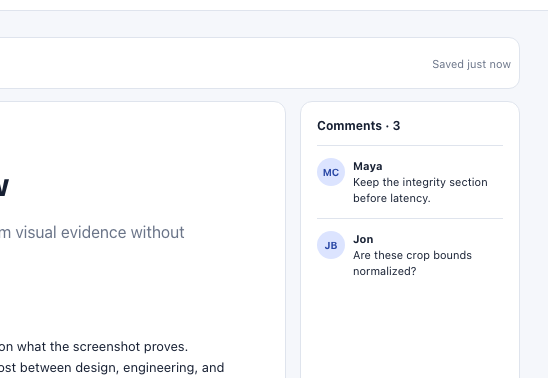 Saved just now
w
m visual evidence without
on what the screenshot proves.
ost between design, engineering, and
Comments · 3
MC
Maya
Keep the integrity section
before latency.
JB
Jon
Are these crop bounds
normalized?